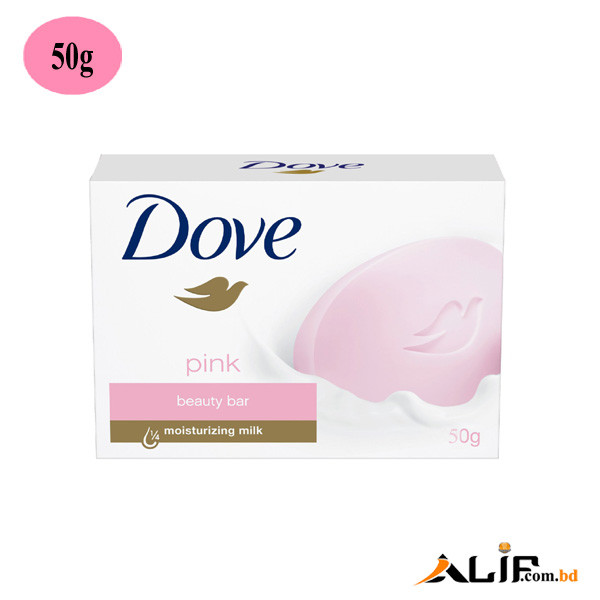 50g
Dove
Dove
pink
beauty bar
1/4 moisturizing milk
50g
ALIF.com.bd